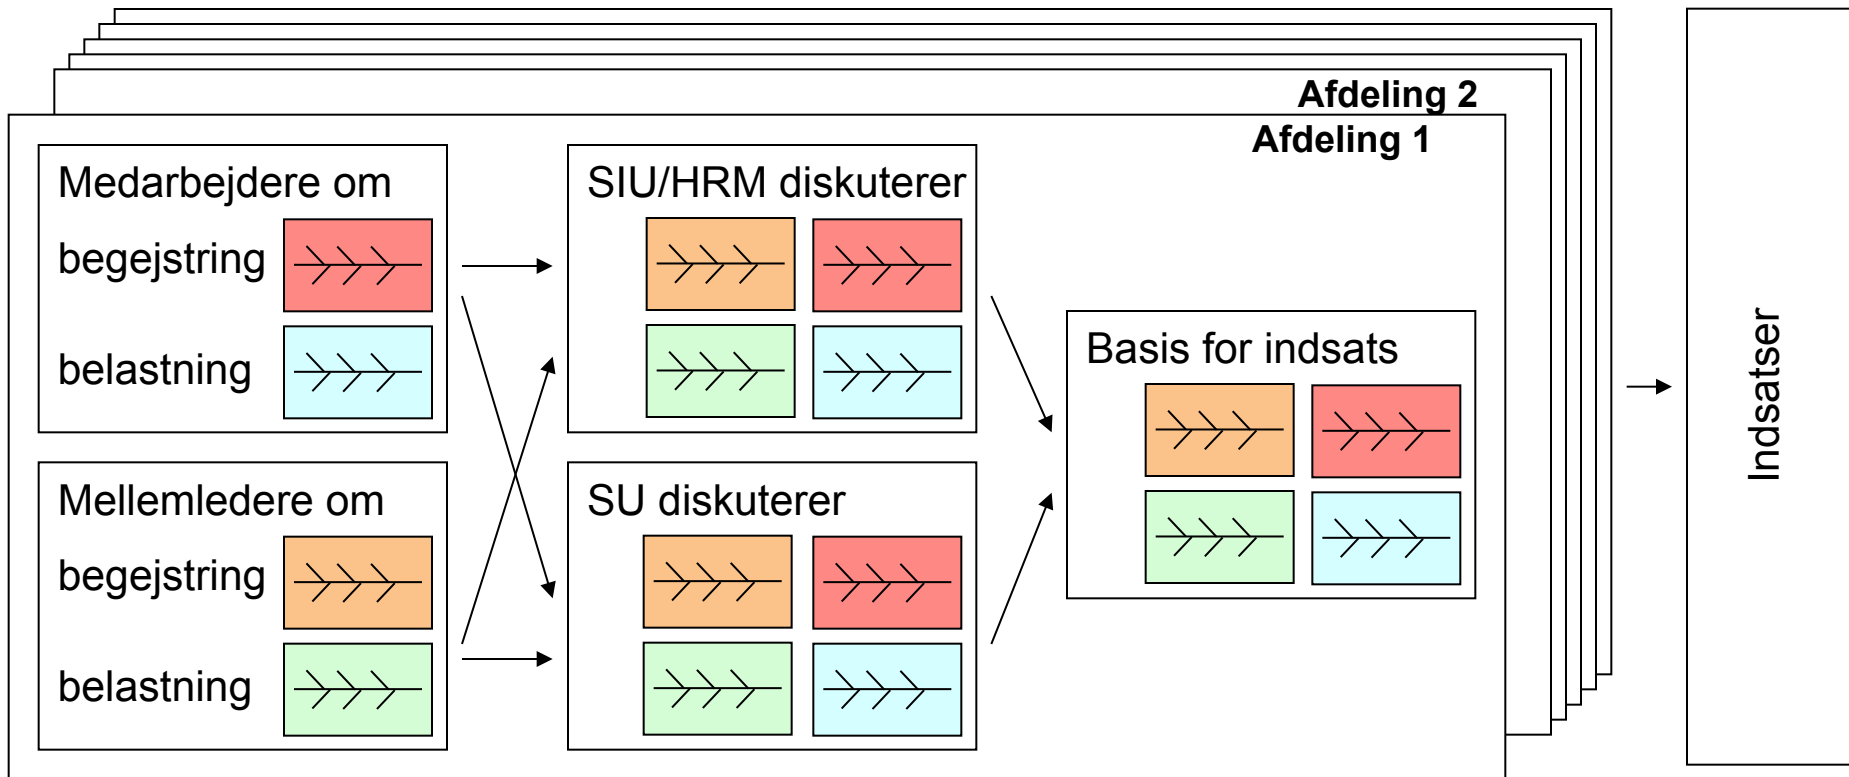 Afdeling 2
Afdeling 1
Medarbejdere om
begejstring
belastning
Mellemledere om
begejstring
belastning
SIU/HRM diskuterer
SU diskuterer
Basis for indsats
Indsatser